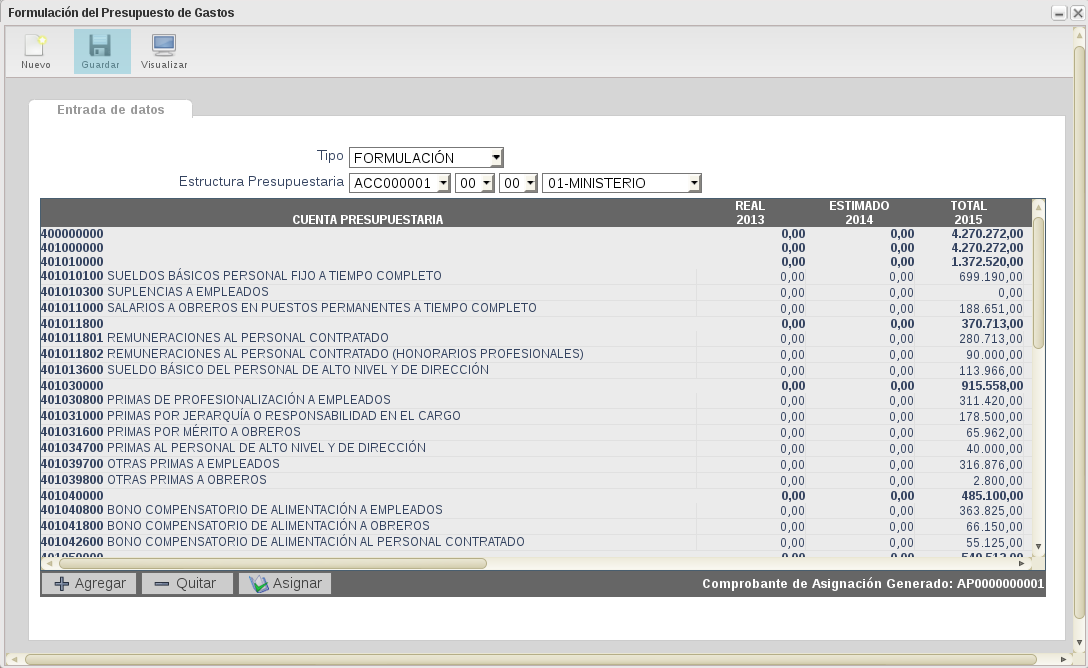 Formulación del Presupuesto de Gastos
Nuevo Guardar Visualizar
Entrada de datos
Tipo FORMULACIÓN
Estructura Presupuestaria ACC000001 00 00 01-MINISTERIO
CUENTA PRESUPUESTARIA REAL 2013 ESTIMADO 2014 TOTAL 2015
400000000 0,00 0,00 4.270.272,00
401000000 0,00 0,00 4.270.272,00
401010000 0,00 0,00 1.372.520,00
401010100 SUELDOS BÁSICOS PERSONAL FIJO A TIEMPO COMPLETO 0,00 0,00 699.190,00
401010300 SUPLENCIAS A EMPLEADOS 0,00 0,00 0,00
401011000 SALARIOS A OBREROS EN PUESTOS PERMANENTES A TIEMPO COMPLETO 0,00 0,00 188.651,00
401011800 0,00 0,00 370.713,00
401011801 REMUNERACIONES AL PERSONAL CONTRATADO 0,00 0,00 280.713,00
401011802 REMUNERACIONES AL PERSONAL CONTRATADO (HONORARIOS PROFESIONALES) 0,00 0,00 90.000,00
401013600 SUELDO BÁSICO DEL PERSONAL DE ALTO NIVEL Y DE DIRECCIÓN 0,00 0,00 113.966,00
401030000 0,00 0,00 915.558,00
401030800 PRIMAS DE PROFESIONALIZACIÓN A EMPLEADOS 0,00 0,00 311.420,00
401031000 PRIMAS POR JERARQUÍA O RESPONSABILIDAD EN EL CARGO 0,00 0,00 178.500,00
401031600 PRIMAS POR MÉRITO A OBREROS 0,00 0,00 65.962,00
401034700 PRIMAS AL PERSONAL DE ALTO NIVEL Y DE DIRECCIÓN 0,00 0,00 40.000,00
401039700 OTRAS PRIMAS A EMPLEADOS 0,00 0,00 316.876,00
401039800 OTRAS PRIMAS A OBREROS 0,00 0,00 2.800,00
401040000 0,00 0,00 485.100,00
401040800 BONO COMPENSATORIO DE ALIMENTACIÓN A EMPLEADOS 0,00 0,00 363.825,00
401041800 BONO COMPENSATORIO DE ALIMENTACIÓN A OBREROS 0,00 0,00 66.150,00
401042600 BONO COMPENSATORIO DE ALIMENTACIÓN AL PERSONAL CONTRATADO 0,00 0,00 55.125,00
Agregar Quitar Asignar Comprobante de Asignación Generado: AP0000000001